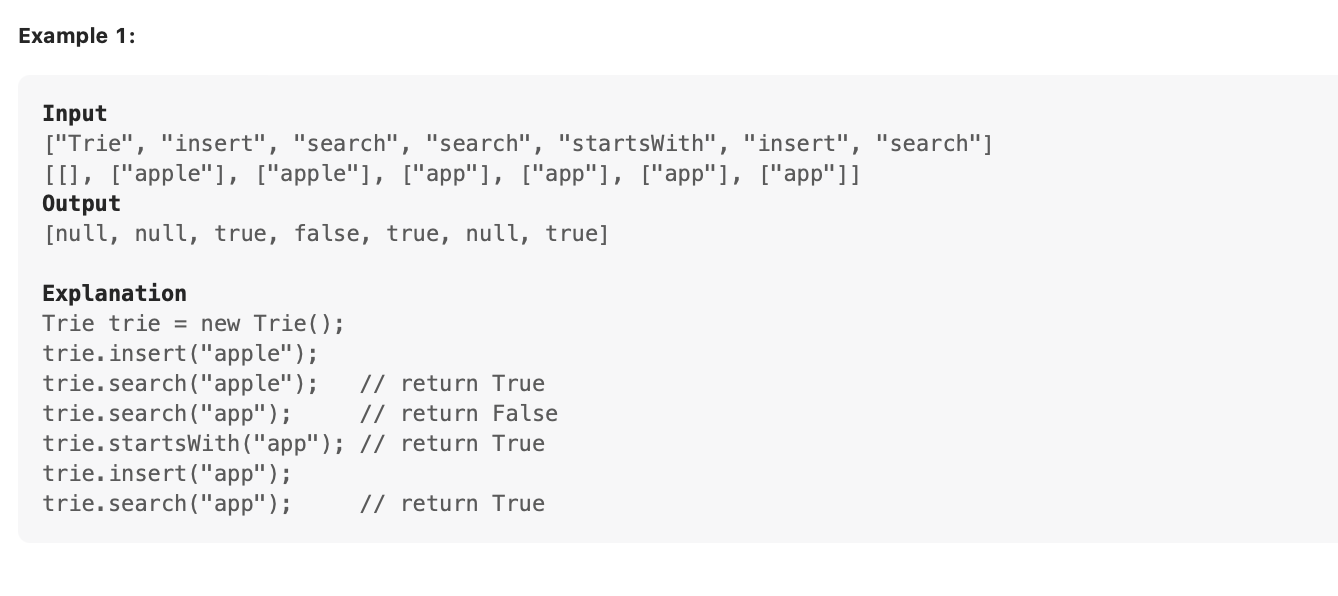 Example 1:
Input
["Trie", "insert", "search", "search", "startsWith", "insert", "search"]
[[], ["apple"], ["apple"], ["app"], ["app"], ["app"], ["app"]]
Output
[null, null, true, false, true, null, true]
Explanation
Trie trie = new Trie();
trie.insert("apple");
trie.search("apple");   // return True
trie.search("app");     // return False
trie.startsWith("app"); // return True
trie.insert("app");
trie.search("app");     // return True